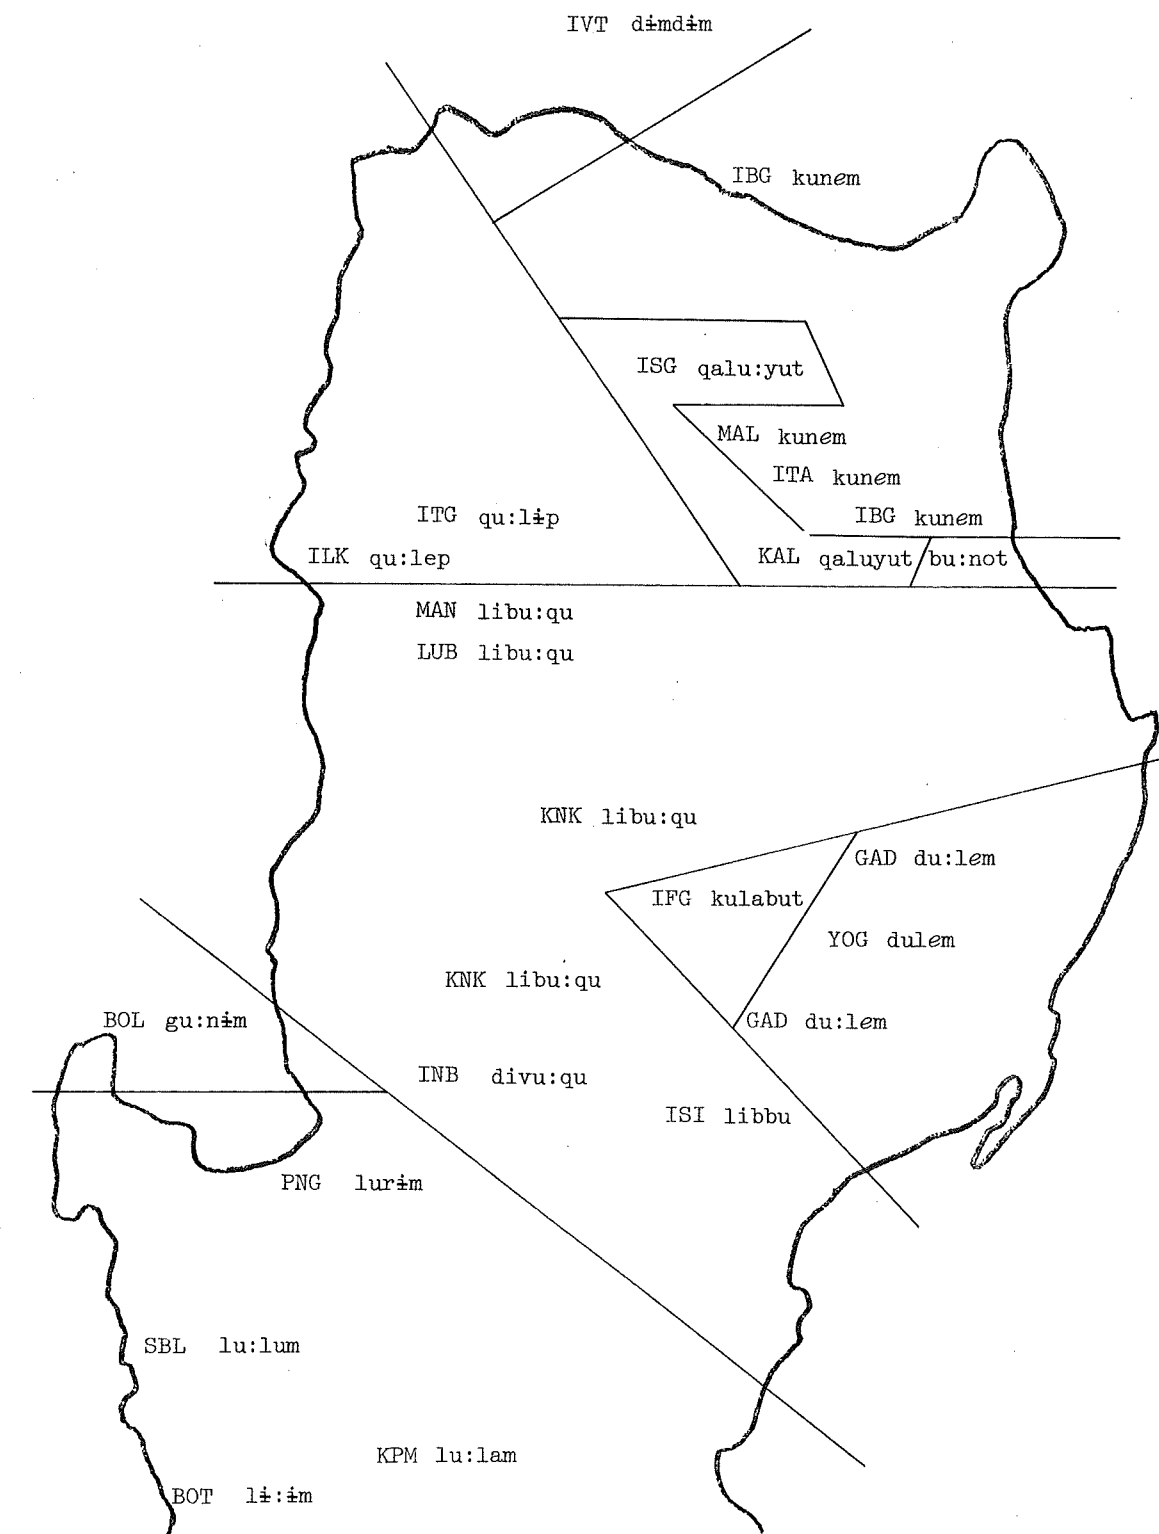 IVT dɨmdɨm
IBG kunem
ISG qalu:yut
MAL kunem
ITA kunem
ITG qu:lɨp
IBG kunem
ILK qu:lep
KAL qaluyut bu:not
MAN libu:qu
LUB libu:qu
KNK libu:qu
GAD du:lem
IFG kulabut
YOG dulem
KNK libu:qu
BOL gu:nɨm
GAD du:lem
INB divu:qu
ISI libbu
PNG lurɨm
SBL lu:lum
KPM lu:lam
BOT lɨ:ɨm